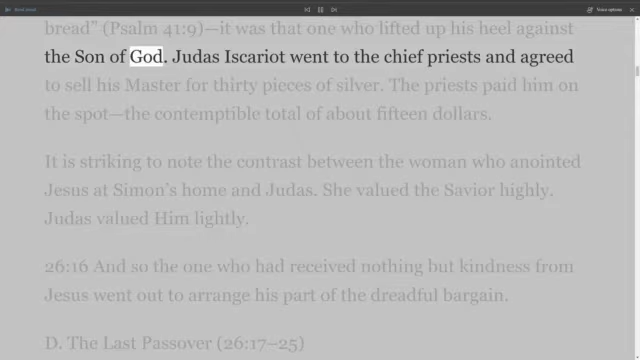 Voice options
bread” (Psalm 41:9)—it was that one who lifted up his heel against
the Son of God. Judas Iscariot went to the chief priests and agreed
to sell his Master for thirty pieces of silver. The priests paid him on
the spot—the contemptible total of about fifteen dollars.
It is striking to note the contrast between the woman who anointed
Jesus at Simon’s home and Judas. She valued the Savior highly.
Judas valued Him lightly.
26:16 And so the one who had received nothing but kindness from
Jesus went out to arrange his part of the dreadful bargain.
D. The Last Passover (26:17–25)